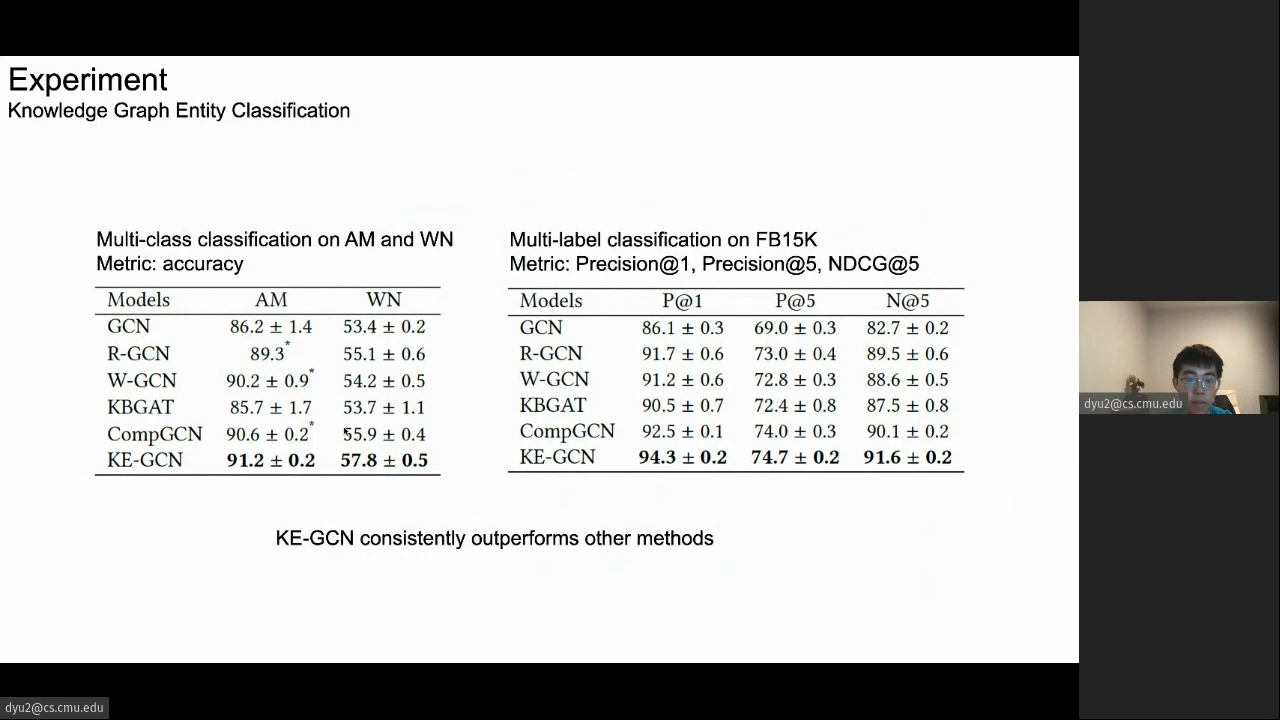 Experiment
Knowledge Graph Entity Classification
Multi-class classification on AM and WN
Metric: accuracy
Models AM WN
GCN 86.2 ± 1.4 53.4 ± 0.2
R-GCN 89.3* 55.1 ± 0.6
W-GCN 90.2 ± 0.9* 54.2 ± 0.5
KBGAT 85.7 ± 1.7 53.7 ± 1.1
CompGCN 90.6 ± 0.2* 55.9 ± 0.4
KE-GCN 91.2 ± 0.2 57.8 ± 0.5
Multi-label classification on FB15K
Metric: Precision@1, Precision@5, NDCG@5
Models P@1 P@5 N@5
GCN 86.1 ± 0.3 69.0 ± 0.3 82.7 ± 0.2
R-GCN 91.7 ± 0.6 73.0 ± 0.4 89.5 ± 0.6
W-GCN 91.2 ± 0.6 72.8 ± 0.3 88.6 ± 0.5
KBGAT 90.5 ± 0.7 72.4 ± 0.8 87.5 ± 0.8
CompGCN 92.5 ± 0.1 74.0 ± 0.3 90.1 ± 0.2
KE-GCN 94.3 ± 0.2 74.7 ± 0.2 91.6 ± 0.2
KE-GCN consistently outperforms other methods
dyu2@cs.cmu.edu
dyu2@cs.cmu.edu